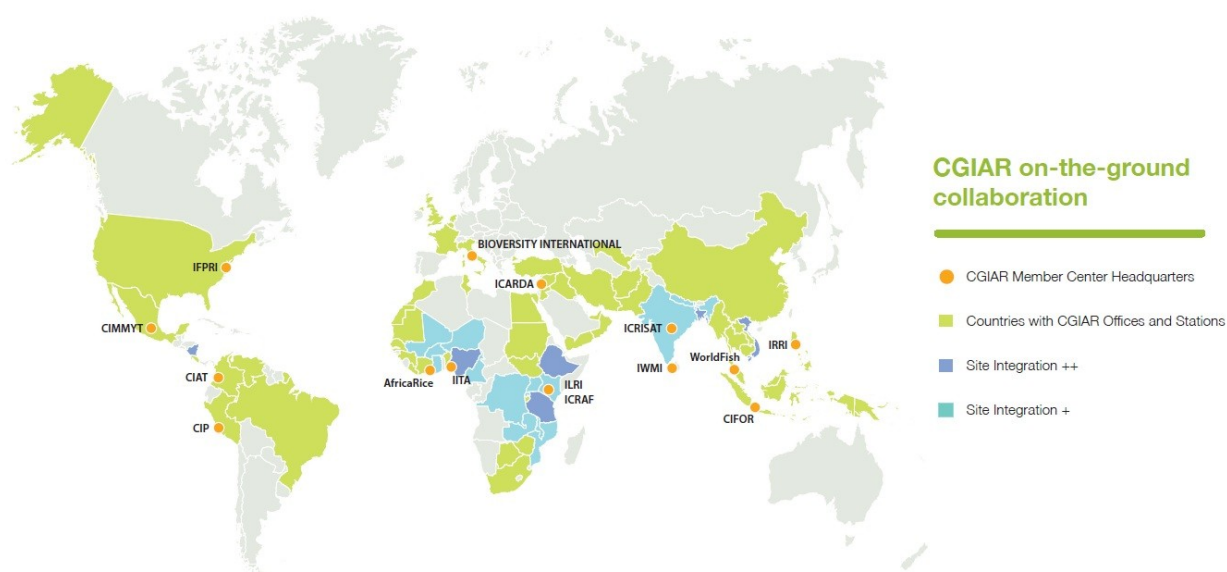 CGIAR on-the-ground
collaboration
CGIAR Member Center Headquarters
Countries with CGIAR Offices and Stations
Site Integration ++
Site Integration +
BIOVERSITY INTERNATIONAL
IFPRI
ICARDA
CIMMYT
ICRISAT
IRRI
WorldFish
CIAT
AfricaRice
IITA
ILRI
ICRAF
IWMI
CIFOR
CIP